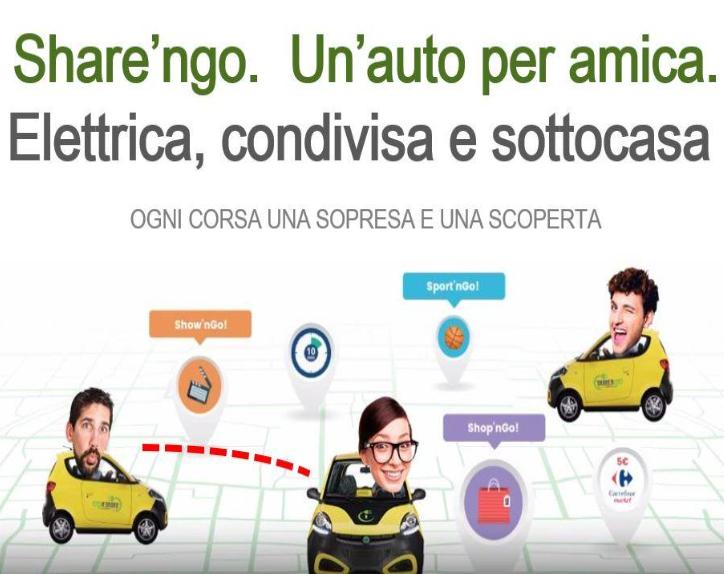 Share'ngo. Un'auto per amica.
Elettrica, condivisa e sottocasa
OGNI CORSA UNA SOPRESA E UNA SCOPERTA
Sport'nGo!
Show'nGo!
10
Shop'nGo!
5€
Carrefour
market